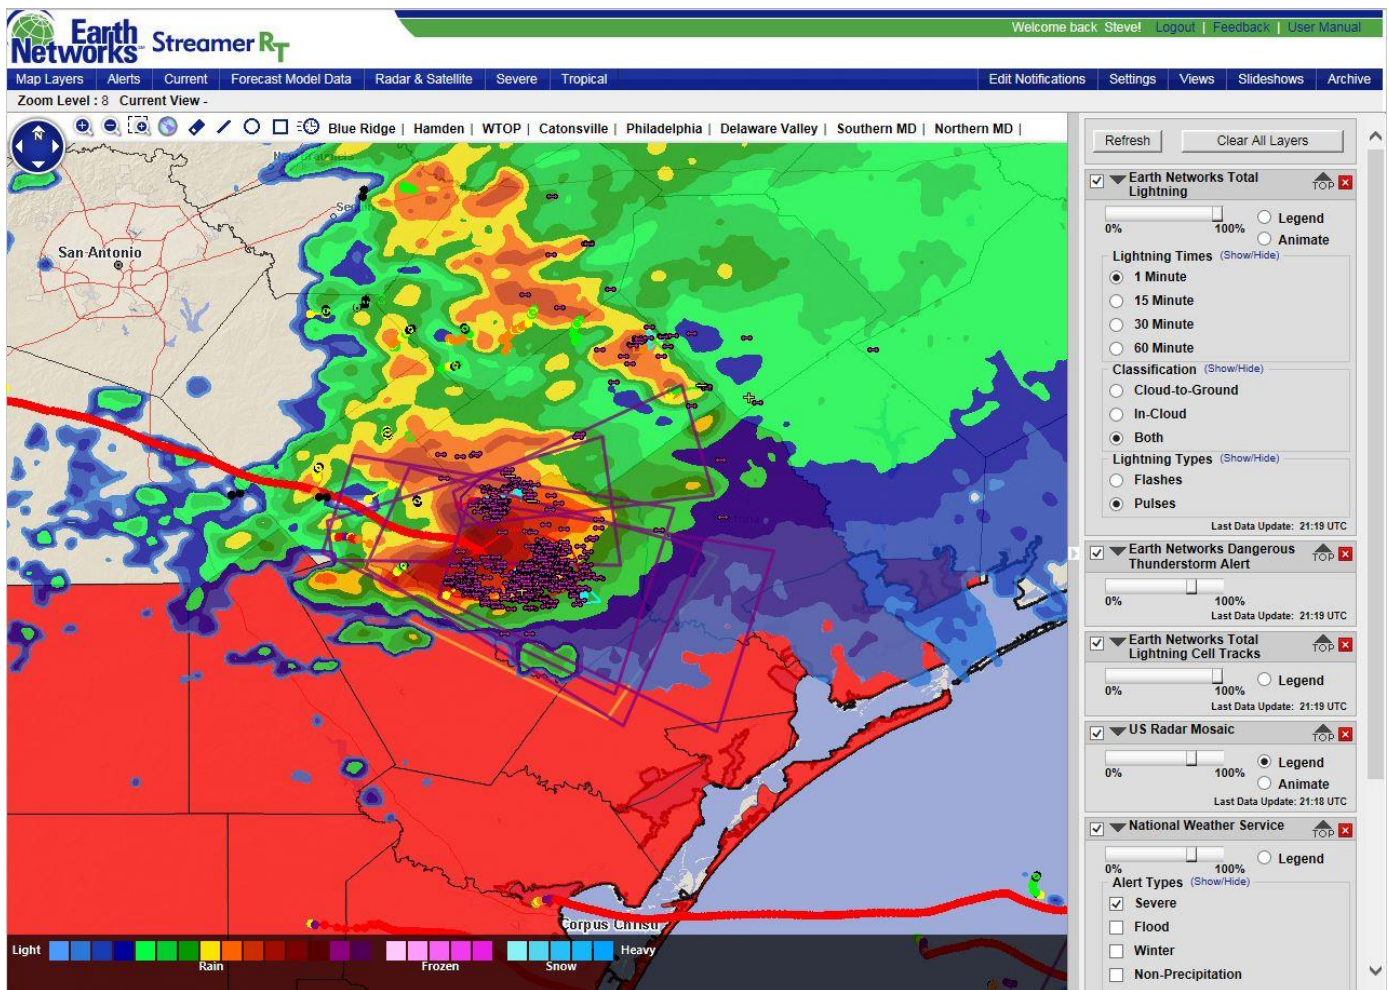 Earth
Networks
Streamer RT
Welcome back Steve! Logout | Feedback | User Manual
Map Layers Alerts Current Forecast Model Data Radar & Satellite Severe Tropical Edit Notifications Settings Views Slideshows Archive
Zoom Level : 8 Current View -
N
Blue Ridge | Hamden | WTOP | Catonsville | Philadelphia | Delaware Valley | Southern MD | Northern MD |
San Antonio
Corpus Christi
Light
Rain
Frozen
Snow
Heavy
Refresh Clear All Layers
Earth Networks Total
Lightning
TOP
0% 100%
Legend
Animate
Lightning Times (Show/Hide)
1 Minute
15 Minute
30 Minute
60 Minute
Classification (Show/Hide)
Cloud-to-Ground
In-Cloud
Both
Lightning Types (Show/Hide)
Flashes
Pulses
Last Data Update: 21:19 UTC
Earth Networks Dangerous
Thunderstorm Alert
TOP
0% 100%
Last Data Update: 21:19 UTC
Earth Networks Total
Lightning Cell Tracks
TOP
0% 100%
Legend
Last Data Update: 21:19 UTC
US Radar Mosaic
TOP
0% 100%
Legend
Animate
Last Data Update: 21:18 UTC
National Weather Service
TOP
0% 100%
Legend
Alert Types (Show/Hide)
Severe
Flood
Winter
Non-Precipitation